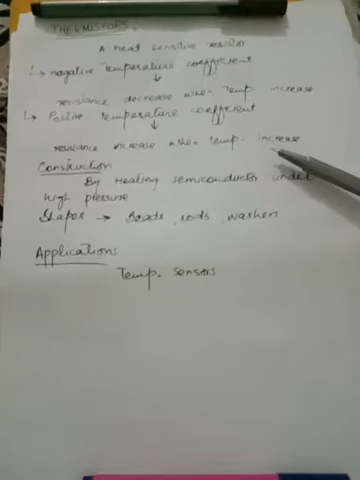 THERMISTORS
A heat sensitive resistor
↳ negative Temperature coefficient
↓
resistance decrease when Temp. increase
↳ Positive Temperature coefficient
↓
resistance increase when Temp. increase
Construction
By Heating semiconductor under
high pressure
Shapes → Beads, rods, washers
Applications
Temp. sensors